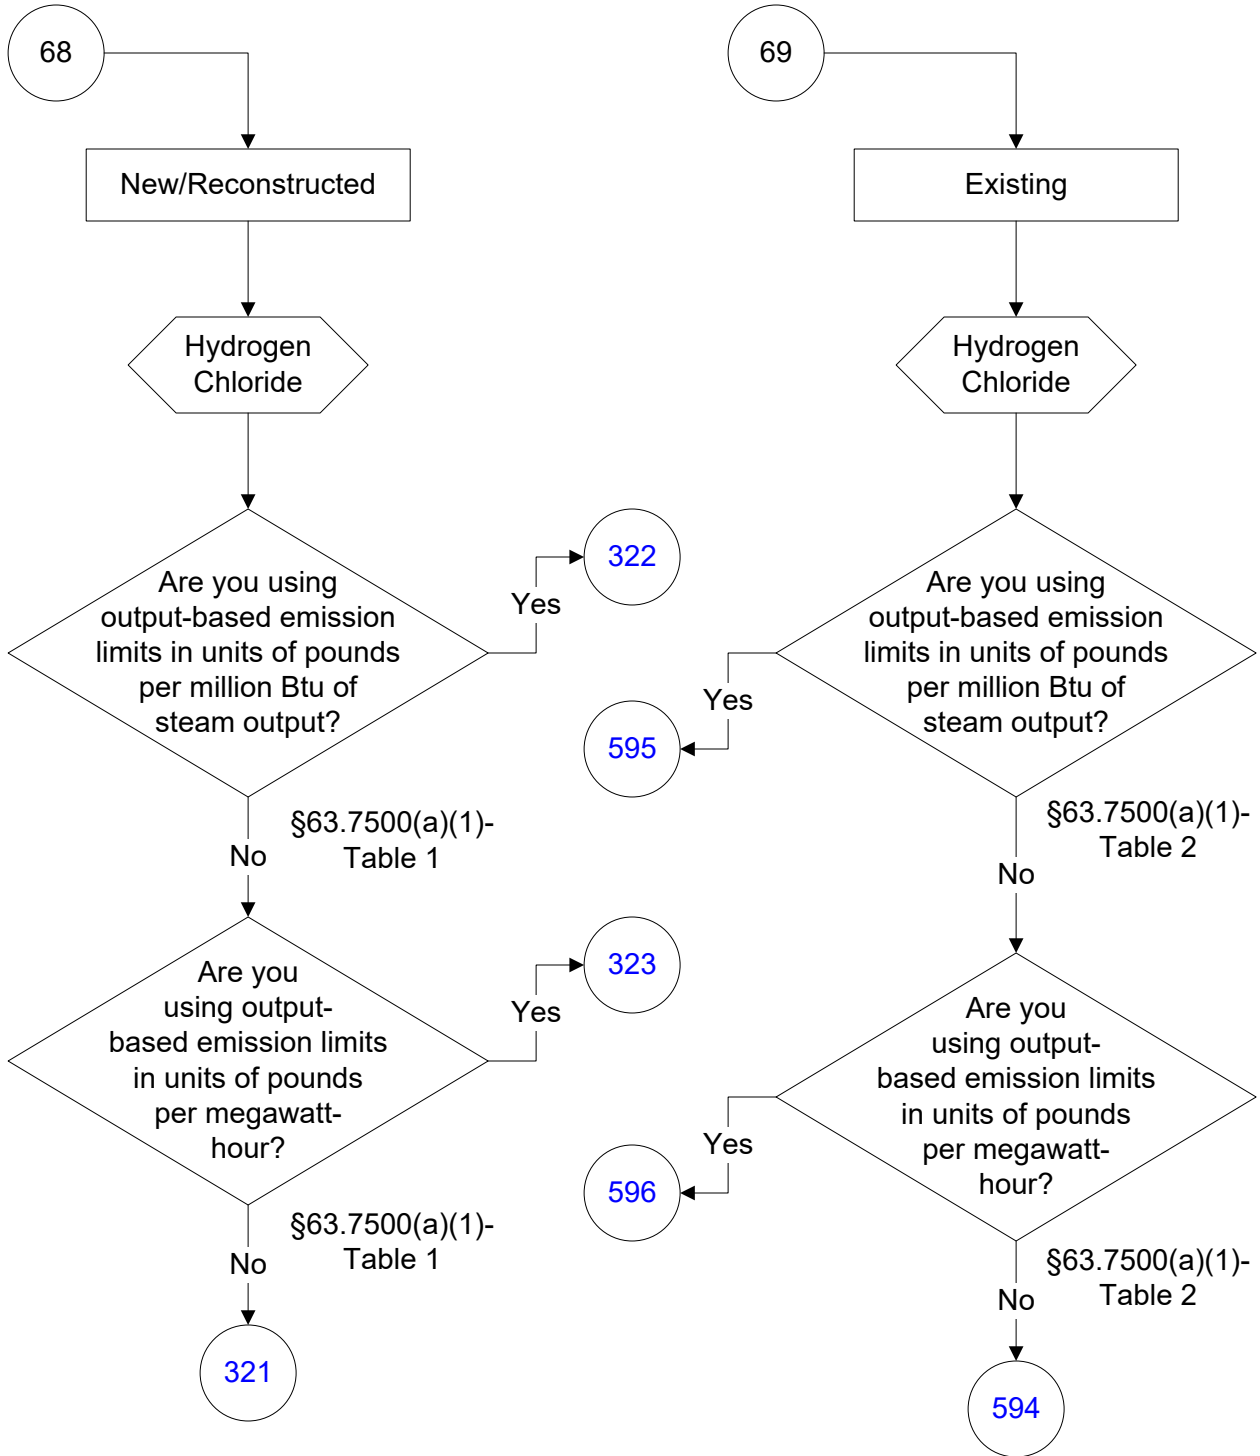 68
New/Reconstructed
Hydrogen
Chloride
Are you using
output-based emission
limits in units of pounds
per million Btu of
steam output?
Yes
322
§63.7500(a)(1)-
Table 1
No
Are you
using output-
based emission limits
in units of pounds
per megawatt-
hour?
Yes
323
§63.7500(a)(1)-
Table 1
No
321
69
Existing
Hydrogen
Chloride
Are you using
output-based emission
limits in units of pounds
per million Btu of
steam output?
Yes
595
§63.7500(a)(1)-
Table 2
No
Are you
using output-
based emission limits
in units of pounds
per megawatt-
hour?
Yes
596
§63.7500(a)(1)-
Table 2
No
594